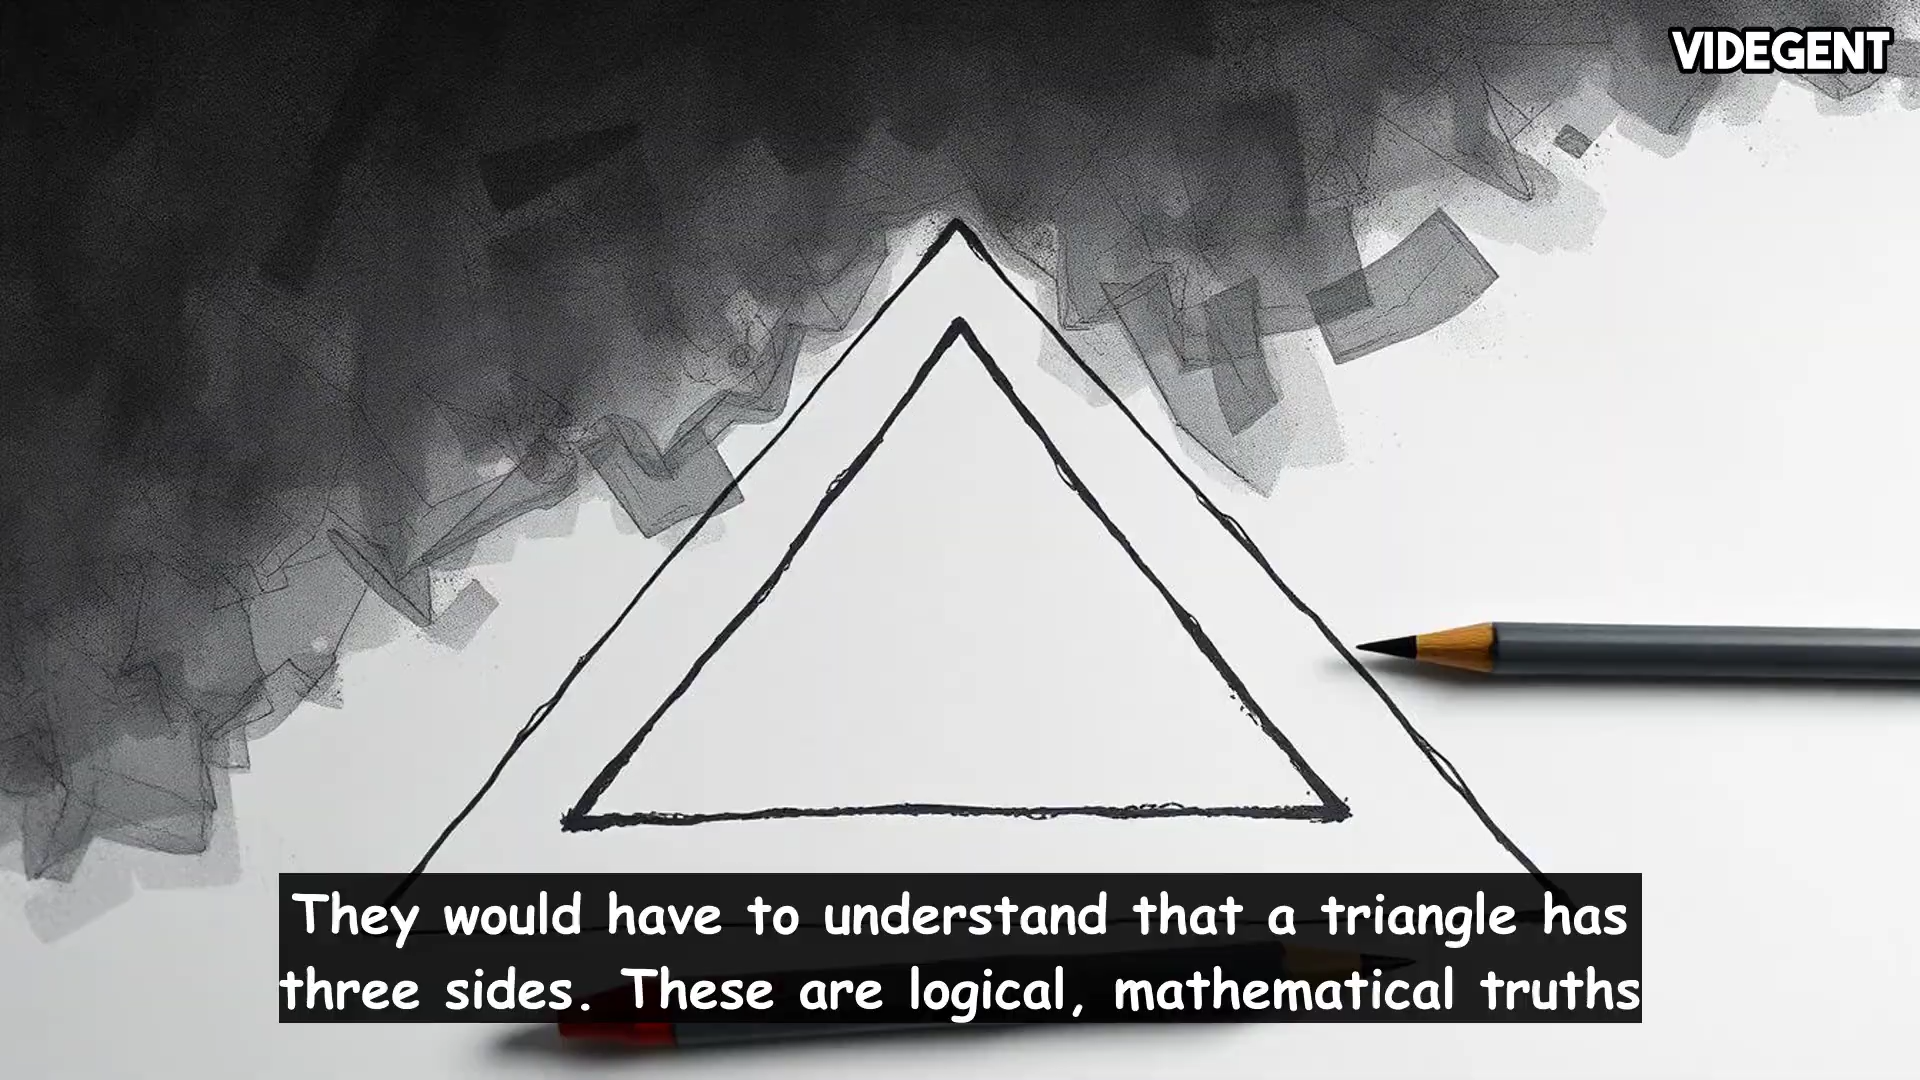 VIDEGENT
They would have to understand that a triangle has
three sides. These are logical, mathematical truths